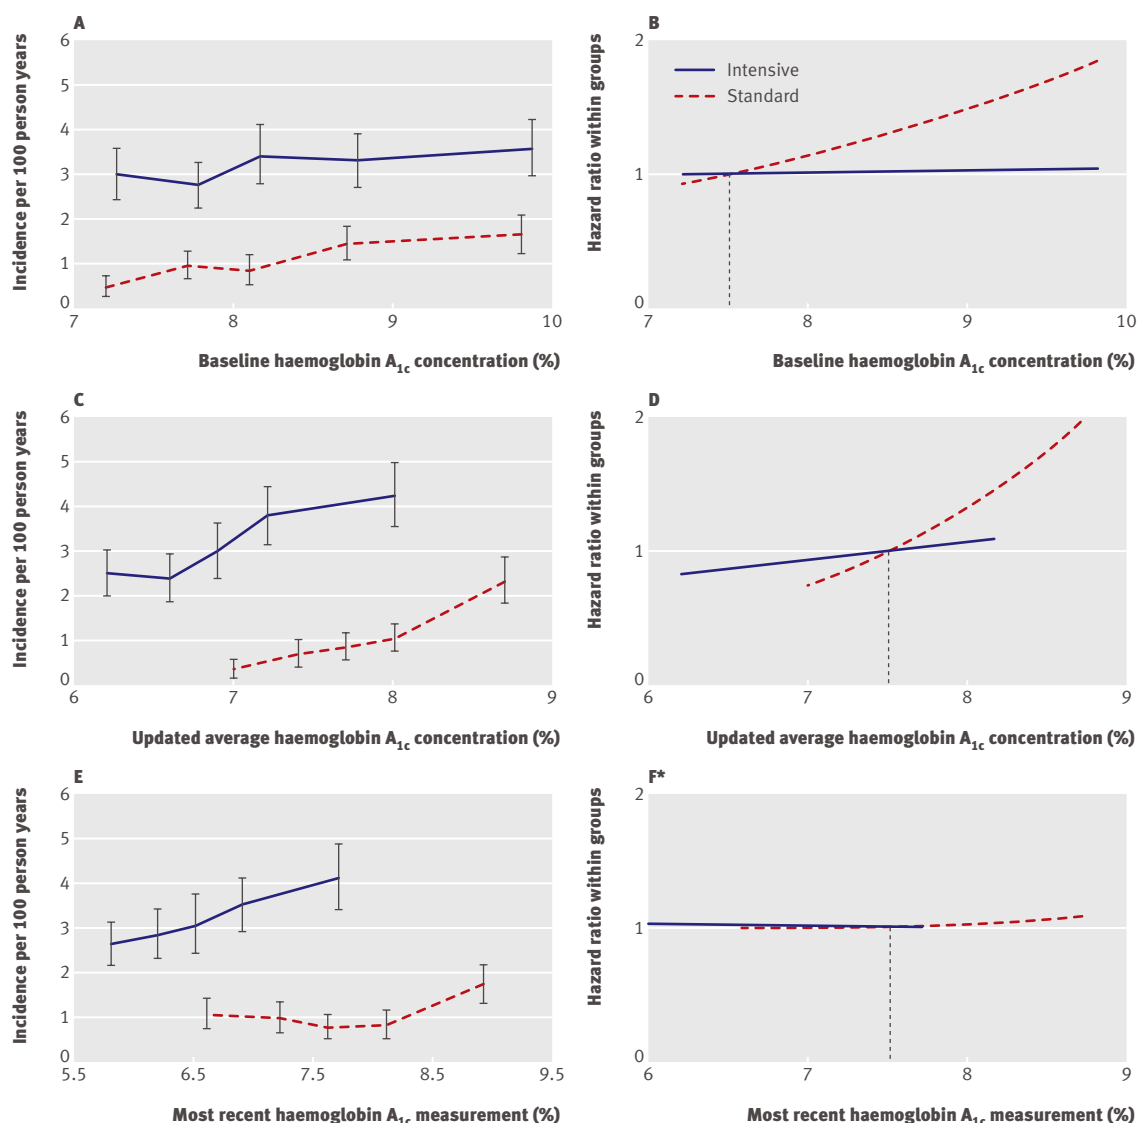 A
Incidence per 100 person years
6
5
4
3
2
1
0
7
8
9
10
Baseline haemoglobin A1c concentration (%)
B
Hazard ratio within groups
2
1
0
Intensive
Standard
7
8
9
10
Baseline haemoglobin A1c concentration (%)
C
Incidence per 100 person years
6
5
4
3
2
1
0
6
7
8
9
Updated average haemoglobin A1c concentration (%)
D
Hazard ratio within groups
2
1
0
6
7
8
9
Updated average haemoglobin A1c concentration (%)
E
Incidence per 100 person years
6
5
4
3
2
1
0
5.5
6.5
7.5
8.5
9.5
Most recent haemoglobin A1c measurement (%)
F*
Hazard ratio within groups
2
1
0
6
7
8
9
Most recent haemoglobin A1c measurement (%)